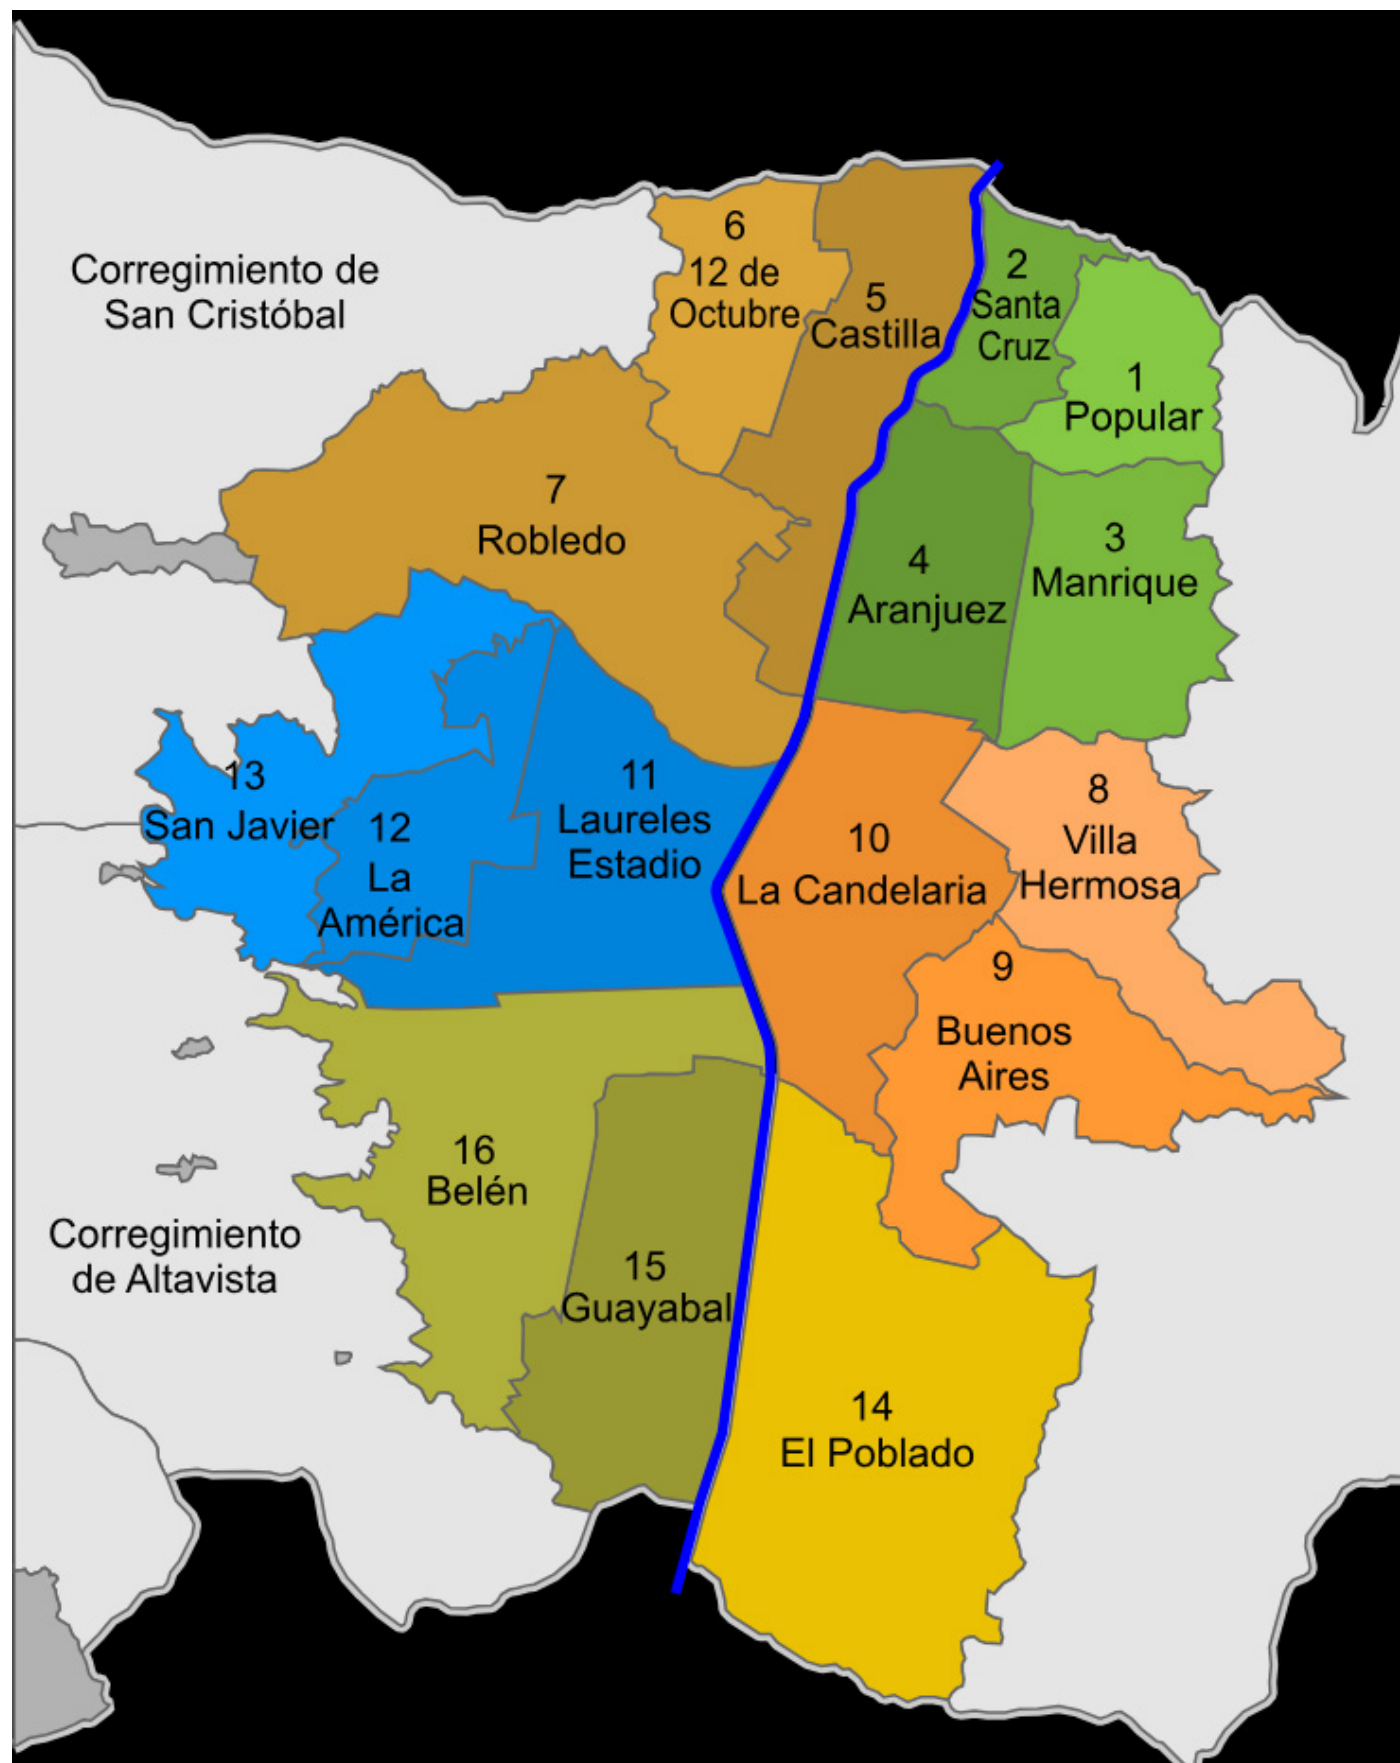 Corregimiento de
San Cristóbal
6
12 de
Octubre
5
Castilla
2
Santa
Cruz
1
Popular
7
Robledo
4
Aranjuez
3
Manrique
13
San Javier
12
La
América
11
Laureles
Estadio
10
La Candelaria
8
Villa
Hermosa
9
Buenos
Aires
16
Belén
15
Guayabal
Corregimiento
de Altavista
14
El Poblado